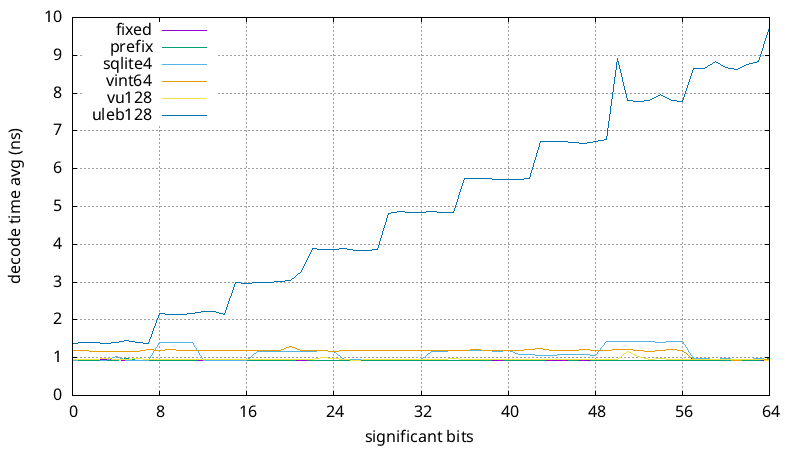 10
9
8
7
6
5
4
3
2
1
0
decode time avg (ns)
fixed
prefix
sqlite4
vint64
vu128
uleb128
0 8 16 24 32 40 48 56 64
significant bits